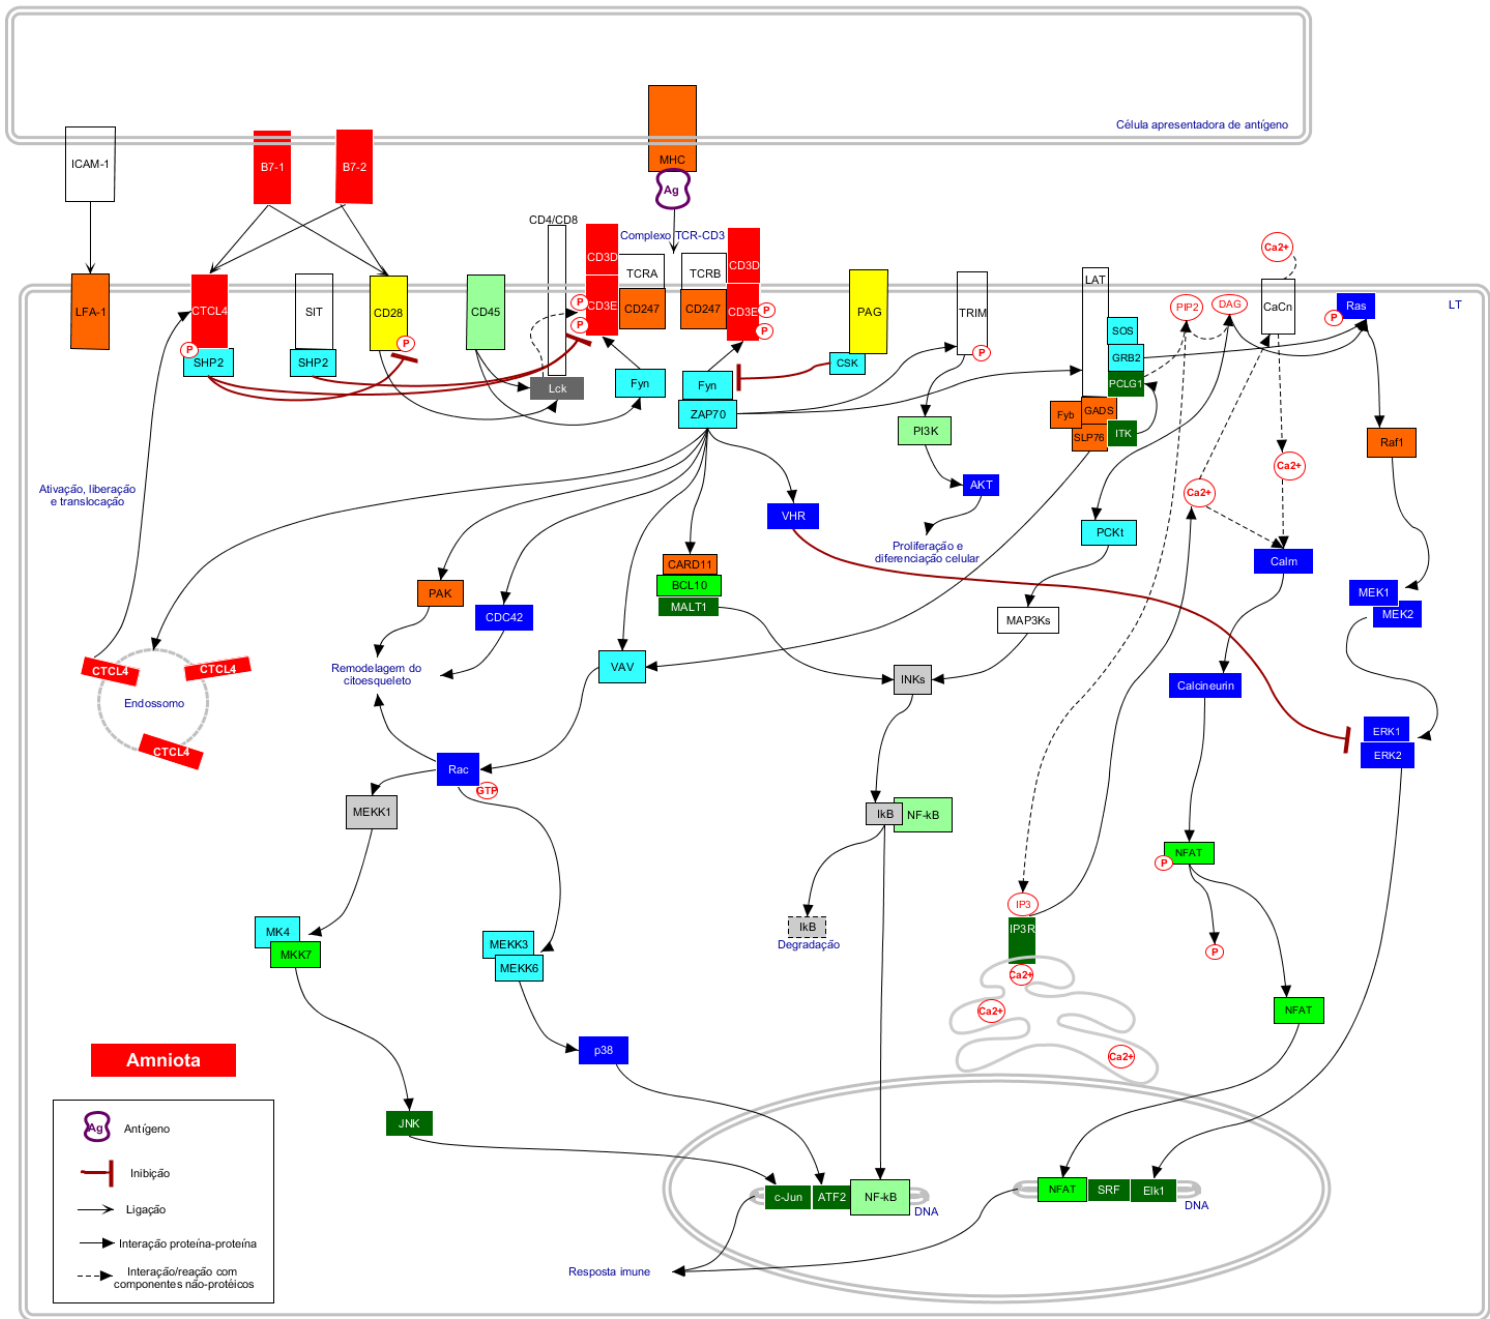 Célula apresentadora de antígeno
ICAM-1
B7-1
B7-2
MHC
Ag
CD4/CD8
Complexo TCR-CD3
CD3D
CD3D
TCRA
TCRB
Ca2+
LFA-1
CTCL4
SIT
CD28
CD45
CD3E
CD247
CD247
CD3E
PAG
TRIM
LAT
PIP2
DAG
CaCn
Ras
LT
P
P
P
P
P
P
P
P
SHP2
SHP2
Lck
Fyn
Fyn
ZAP70
CSK
SOS
GRB2
PCLG1
Fyb
GADS
SLP76
ITK
PI3K
Raf1
Ativação, liberação
e translocação
AKT
Ca2+
Ca2+
VHR
PCKt
Proliferação e
diferenciação celular
CARD11
BCL10
MALT1
Calm
PAK
CDC42
MAP3Ks
MEK1
MEK2
CTCL4
CTCL4
Endossomo
CTCL4
Remodelagem do
citoesqueleto
VAV
INKs
Calcineurin
ERK1
ERK2
Rac
GTP
MEKK1
IkB
NF-kB
NFAT
P
IkB
Degradação
IP3
IP3R
Ca2+
P
MK4
MKK7
MEKK3
MEKK6
Ca2+
NFAT
Ca2+
p38
Amniota
JNK
Ag
Antígeno
Inibição
Ligação
Interação proteína-proteína
Interação/reação com
componentes não-protéicos
c-Jun
ATF2
NF-kB
DNA
NFAT
SRF
Elk1
DNA
Resposta imune